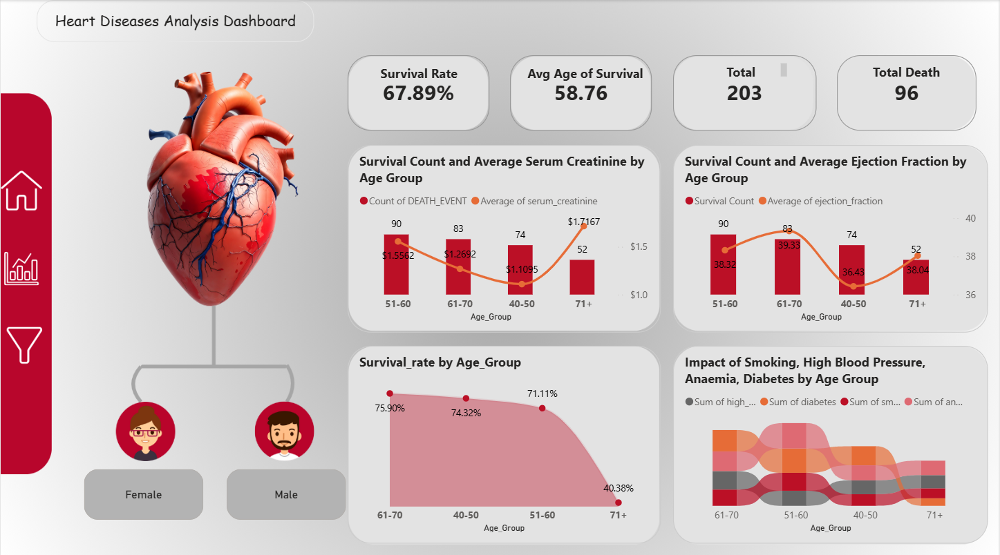 Heart Diseases Analysis Dashboard
Survival Rate
67.89%
Avg Age of Survival
58.76
Total
203
Total Death
96
Survival Count and Average Serum Creatinine by
Age Group
Count of DEATH_EVENT Average of serum_creatinine
90 83 74 52
$1.5562 $1.2692 $1.1095 $1.7167
$1.5
$1.0
51-60 61-70 40-50 71+
Age_Group
Survival Count and Average Ejection Fraction by
Age Group
Survival Count Average of ejection_fraction
90 83 74 52
38.32 39.33 36.43 38.04
40
38
36
51-60 61-70 40-50 71+
Age_Group
Female
Male
Survival_rate by Age_Group
75.90% 74.32% 71.11% 40.38%
61-70 40-50 51-60 71+
Age_Group
Impact of Smoking, High Blood Pressure,
Anaemia, Diabetes by Age Group
Sum of high_... Sum of diabetes Sum of sm... Sum of an...
61-70 51-60 40-50 71+
Age_Group